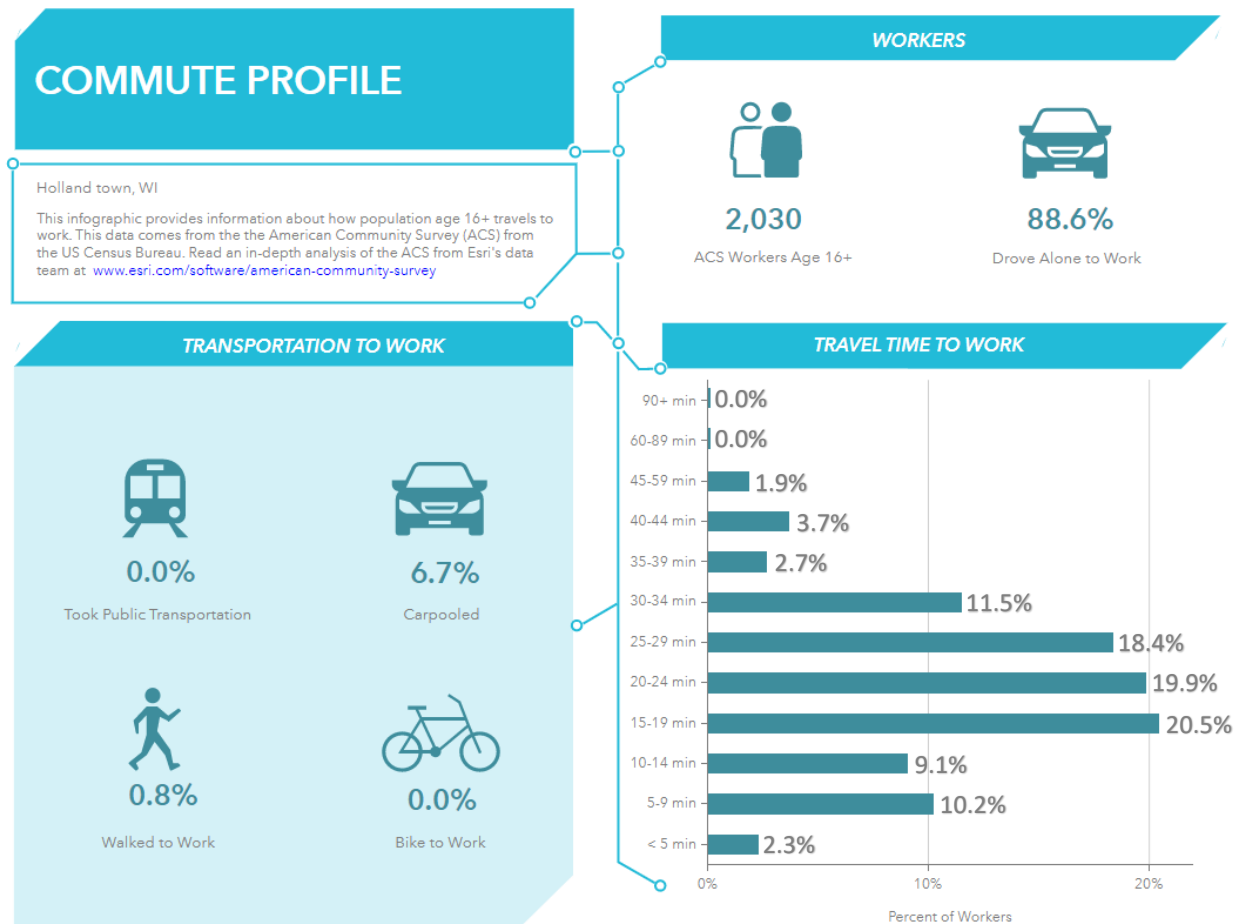 COMMUTE PROFILE
Holland town, WI
This infographic provides information about how population age 16+ travels to
work. This data comes from the the American Community Survey (ACS) from
the US Census Bureau. Read an in-depth analysis of the ACS from Esri's data
team at www.esri.com/software/american-community-survey
WORKERS
2,030
ACS Workers Age 16+
88.6%
Drove Alone to Work
TRANSPORTATION TO WORK
0.0%
Took Public Transportation
6.7%
Carpooled
0.8%
Walked to Work
0.0%
Bike to Work
TRAVEL TIME TO WORK
90+ min 0.0%
60-89 min 0.0%
45-59 min 1.9%
40-44 min 3.7%
35-39 min 2.7%
30-34 min 11.5%
25-29 min 18.4%
20-24 min 19.9%
15-19 min 20.5%
10-14 min 9.1%
5-9 min 10.2%
< 5 min 2.3%
0% 10% 20%
Percent of Workers